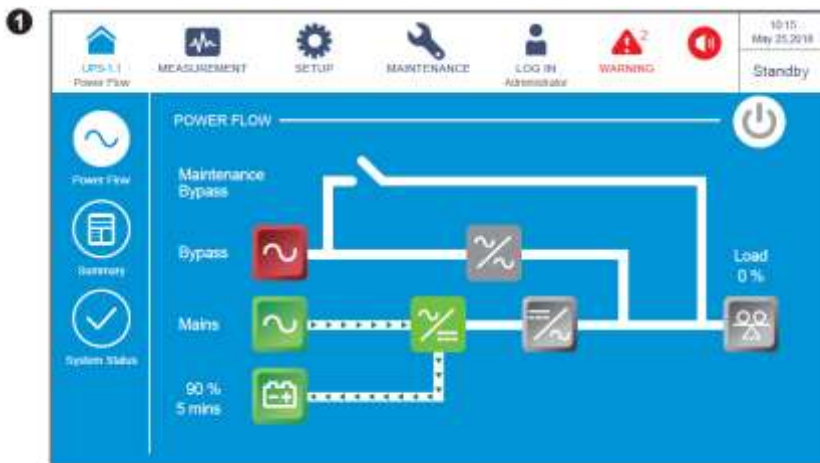 1
10:15
May 25,2018
Standby
UPS-1.1
Power Flow
MEASUREMENT
SETUP
MAINTENANCE
LOG IN
Administrator
2
WARNING
POWER FLOW
Power Flow
Summary
System Status
Maintenance
Bypass
Bypass
Load
0 %
Mains
90 %
5 mins